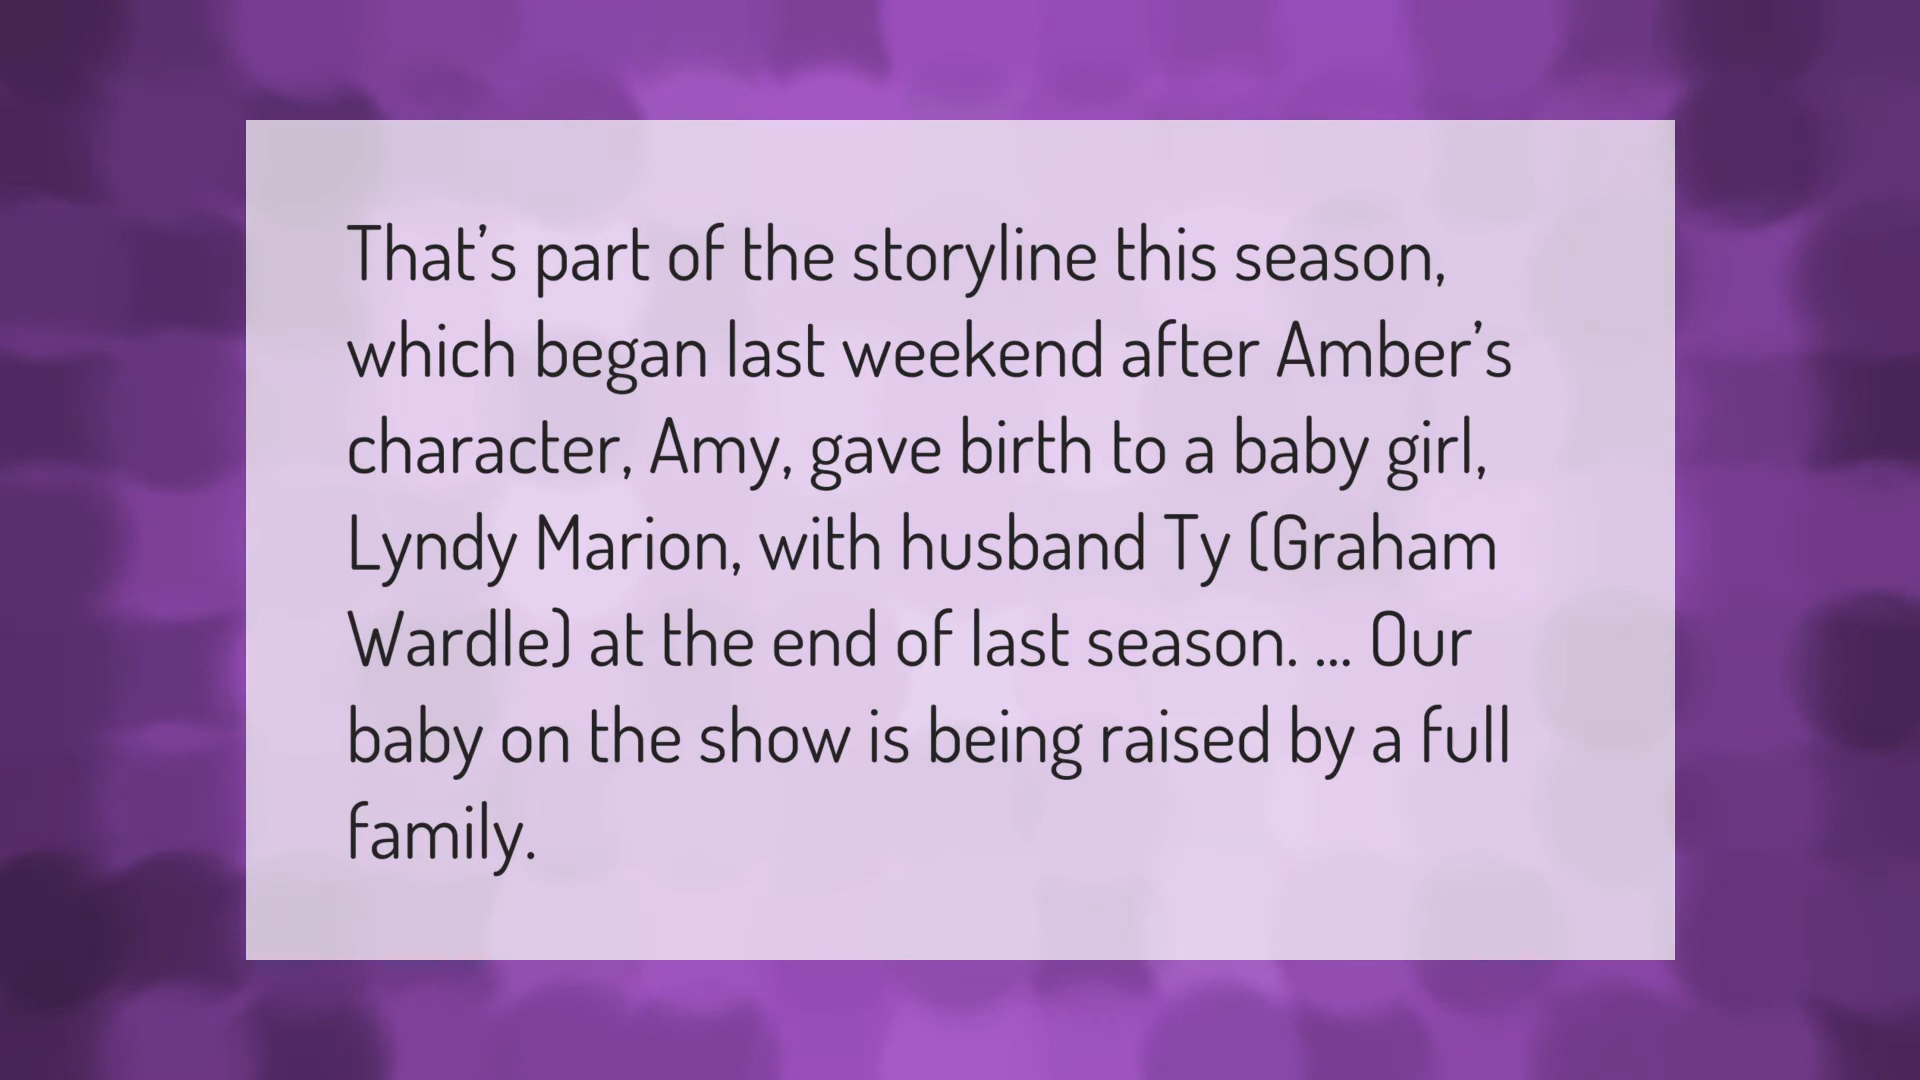 That's part of the storyline this season,
which began last weekend after Amber's
character, Amy, gave birth to a baby girl,
Lyndy Marion, with husband Ty (Graham
Wardle) at the end of last season. ... Our
baby on the show is being raised by a full
family.